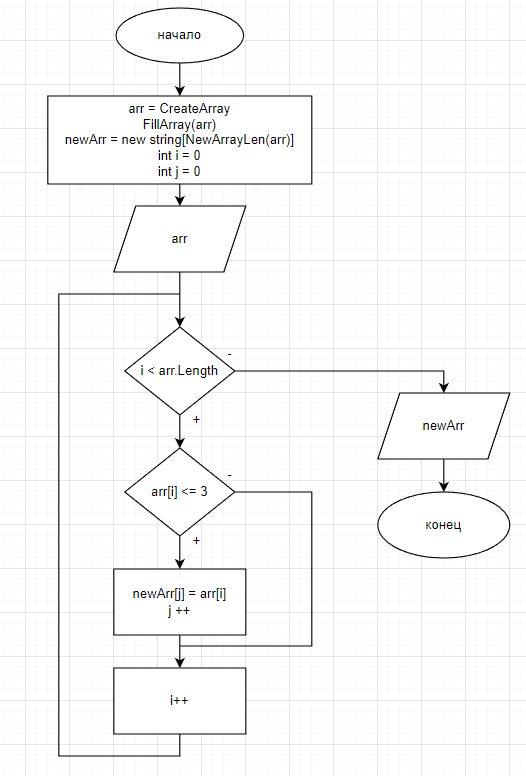 начало
arr = CreateArray
FillArray(arr)
newArr = new string[NewArrayLen(arr)]
int i = 0
int j = 0
arr
i < arr.Length
-
+
newArr
arr[i] <= 3
-
+
конец
newArr[j] = arr[i]
j ++
i++